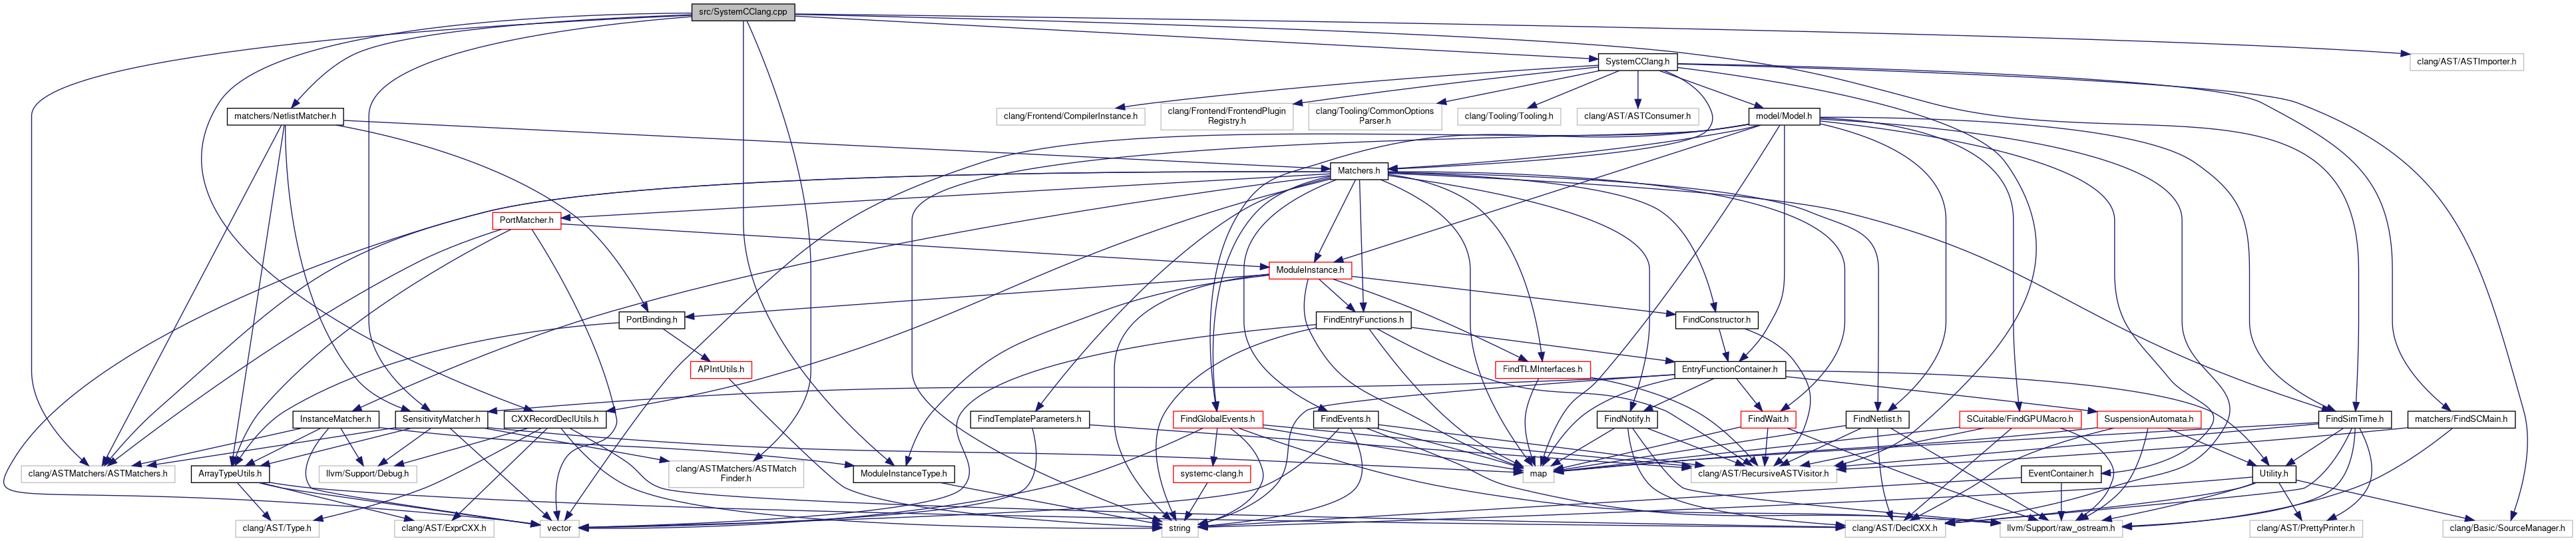 src/SystemCClang.cpp
SystemCClang.h
clang/AST/ASTImporter.h
matchers/NetlistMatcher.h
clang/Frontend/CompilerInstance.h
clang/Frontend/FrontendPlugin
Registry.h
clang/Tooling/CommonOptions
Parser.h
clang/Tooling/Tooling.h
clang/AST/ASTConsumer.h
model/Model.h
Matchers.h
PortMatcher.h
ModuleInstance.h
PortBinding.h
FindEntryFunctions.h
FindConstructor.h
APIntUtils.h
FindTLMInterfaces.h
EntryFunctionContainer.h
InstanceMatcher.h
SensitivityMatcher.h
CXXRecordDeclUtils.h
FindTemplateParameters.h
FindGlobalEvents.h
FindEvents.h
FindNotify.h
FindWait.h
FindNetlist.h
SCuitable/FindGPUMacro.h
SuspensionAutomata.h
FindSimTime.h
matchers/FindSCMain.h
clang/ASTMatchers/ASTMatchers.h
ArrayTypeUtils.h
llvm/Support/Debug.h
clang/ASTMatchers/ASTMatch
Finder.h
ModuleInstanceType.h
systemc-clang.h
map
clang/AST/RecursiveASTVisitor.h
EventContainer.h
Utility.h
clang/AST/Type.h
clang/AST/ExprCXX.h
vector
string
clang/AST/DeclCXX.h
llvm/Support/raw_ostream.h
clang/AST/PrettyPrinter.h
clang/Basic/SourceManager.h